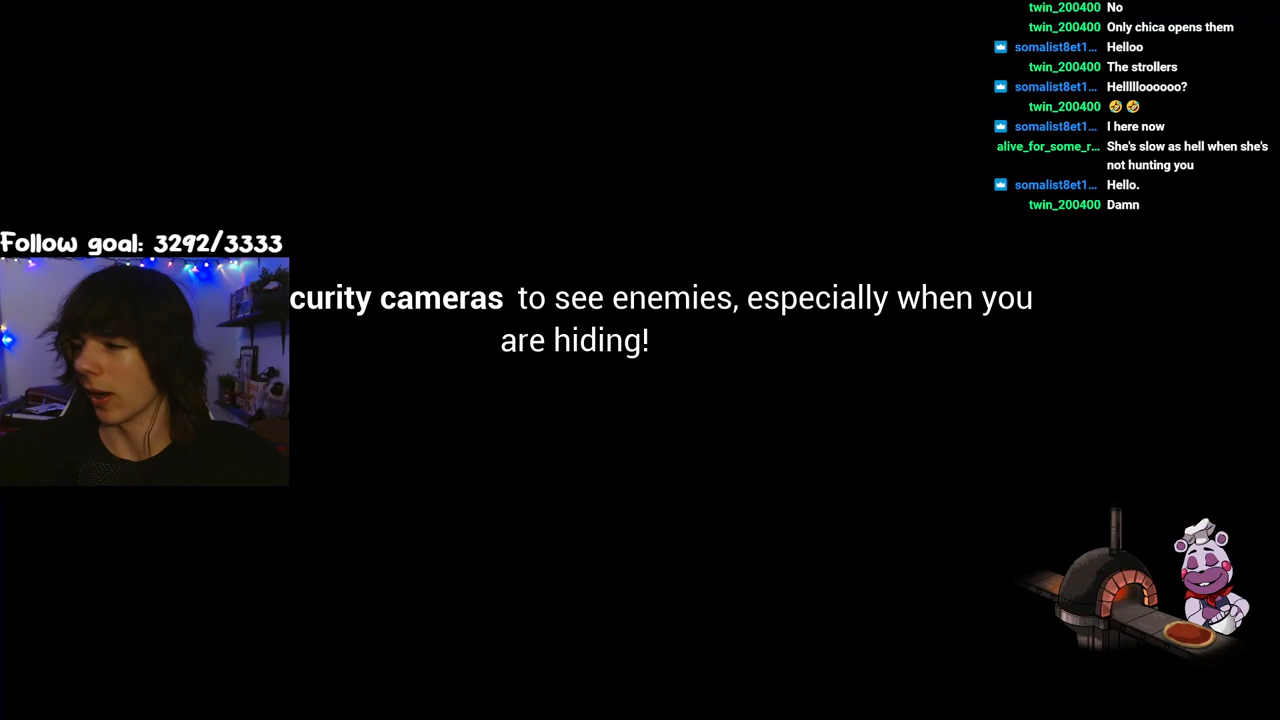 twin_200400 No
twin_200400 Only chica opens them
somalist8et1… Helloo
twin_200400 The strollers
somalist8et1… Hellllloooooo?
twin_200400 🤣 🤣
somalist8et1… I here now
alive_for_some_r… She's slow as hell when she's
not hunting you
somalist8et1… Hello.
twin_200400 Damn
Follow goal: 3292/3333
curity cameras to see enemies, especially when you
are hiding!